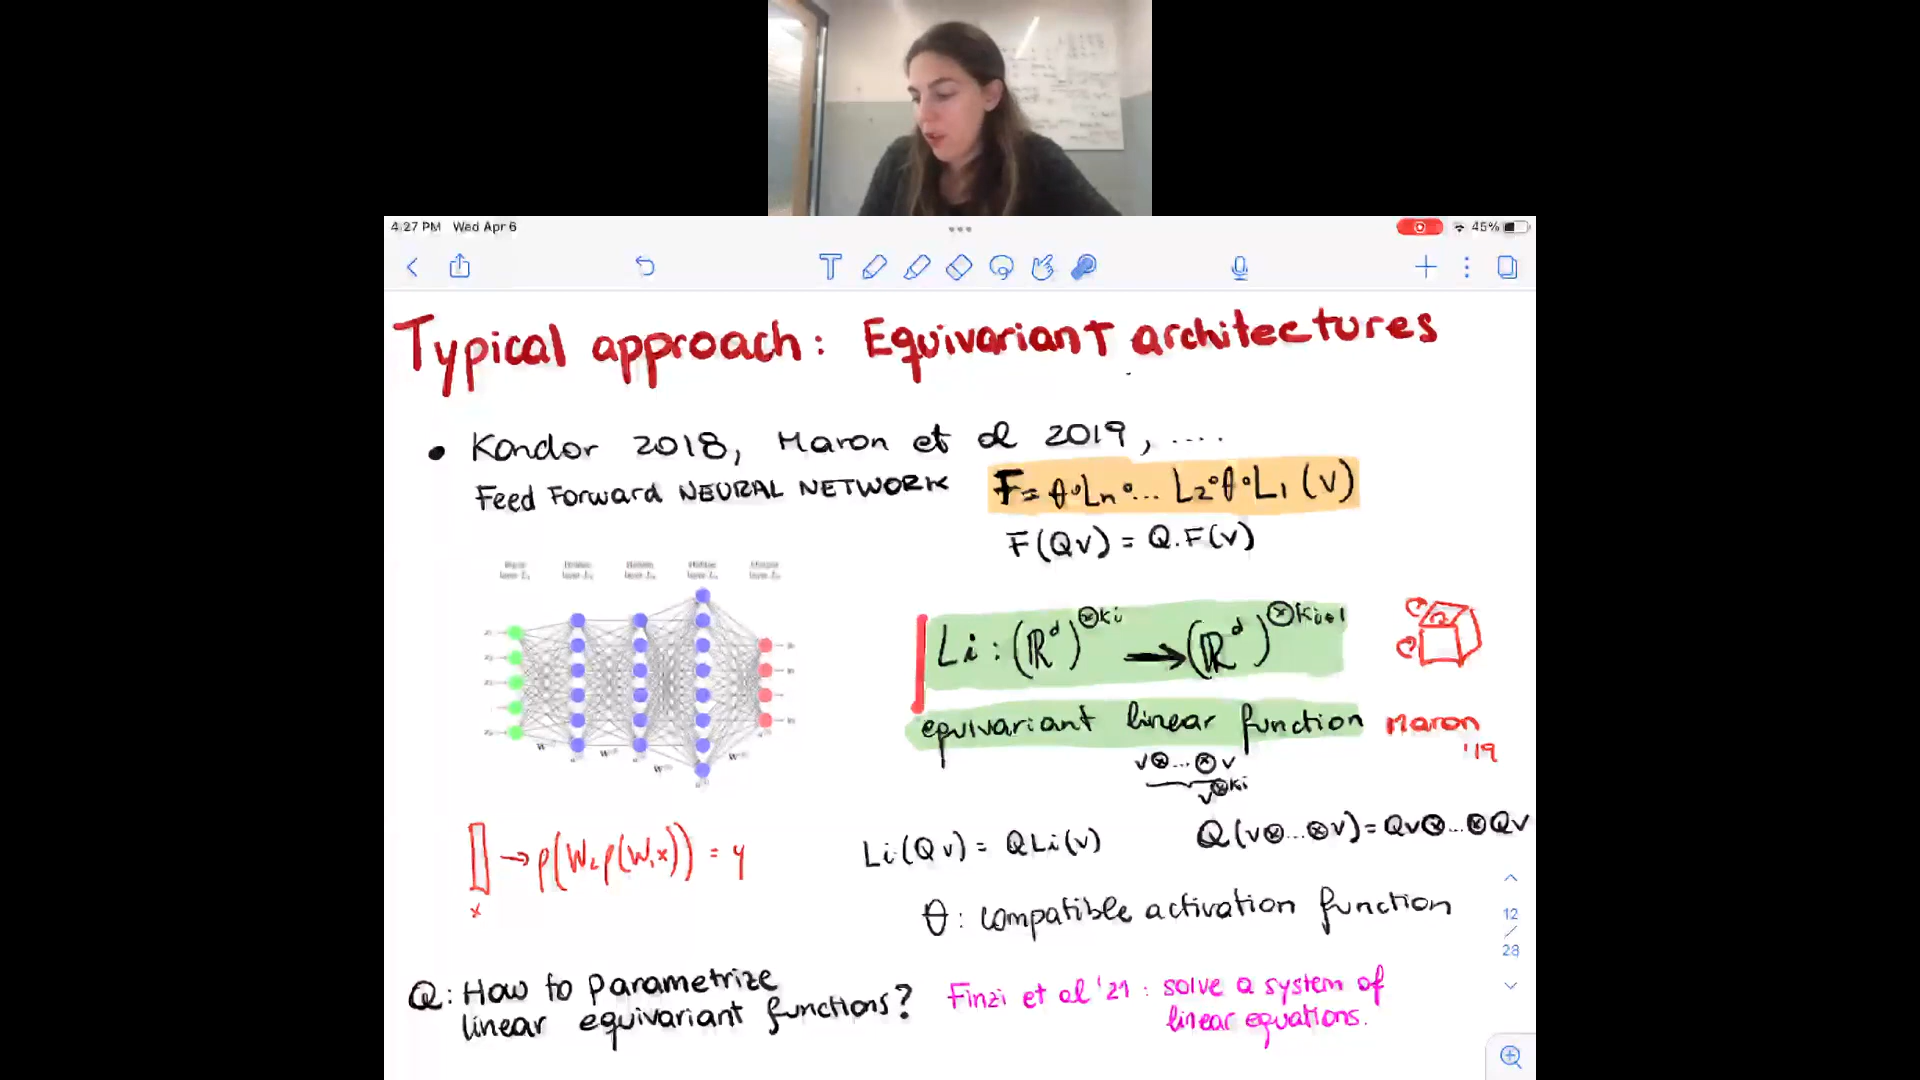 4:27 PM Wed Apr 6
45%
Typical approach: Equivariant architectures
• Kondor 2018, Maron et al 2019, ....
Feed Forward NEURAL NETWORK
F = θ∘Ln∘... L2∘θ∘L1 (v)
F(Qv) = Q.F(v)
Li : (ℝ^d)^⊗ki → (ℝ^d)^⊗ki+1
equivariant linear function
Maron '19
v⊗...⊗v
v^⊗ki
x → ρ(W2 ρ(W1 x)) = y
Li(Qv) = QLi(v)
Q(v⊗...⊗v) = Qv⊗...⊗Qv
θ : compatible activation function
12 / 28
Q: How to parametrize
linear equivariant functions?
Finzi et al '21 : solve a system of
linear equations.